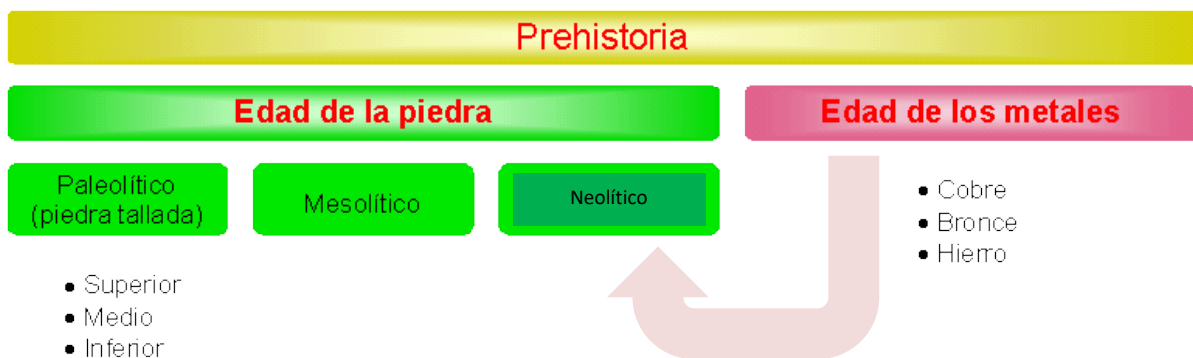 Prehistoria
Edad de la piedra
Edad de los metales
Paleolítico
(piedra tallada)
Mesolítico
Neolítico
• Superior
• Medio
• Inferior
• Cobre
• Bronce
• Hierro